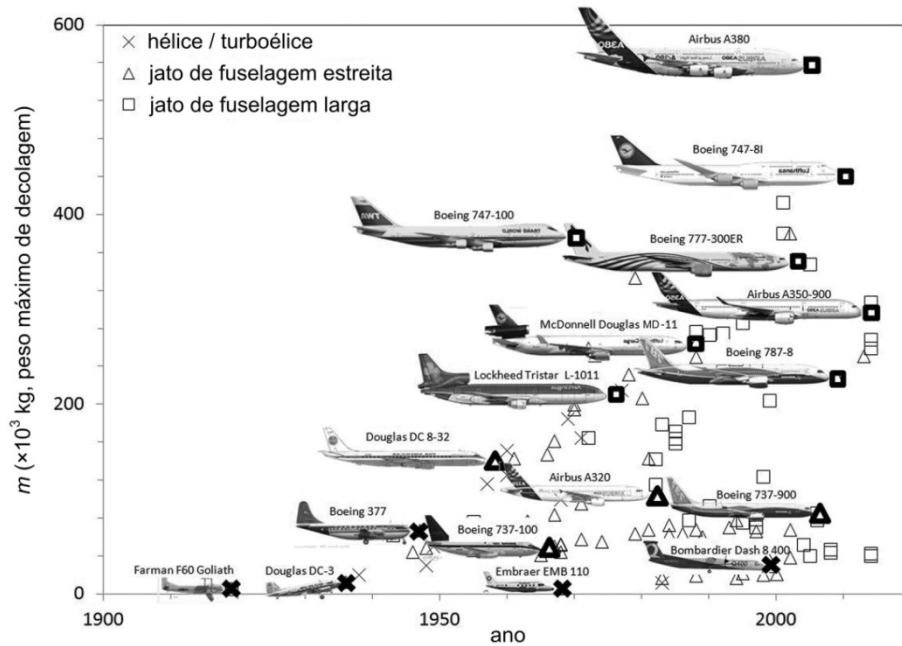 600
× hélice / turboélice
△ jato de fuselagem estreita
□ jato de fuselagem larga
Airbus A380
Boeing 747-8I
400
Boeing 747-100
Boeing 777-300ER
Airbus A350-900
McDonnell Douglas MD-11
Boeing 787-8
Lockheed Tristar L-1011
200
Douglas DC 8-32
Airbus A320
Boeing 737-900
Boeing 377
Boeing 737-100
Bombardier Dash 8 400
Farman F60 Goliath
Douglas DC-3
Embraer EMB 110
0
1900
1950
2000
ano
m (×10³ kg, peso máximo de decolagem)